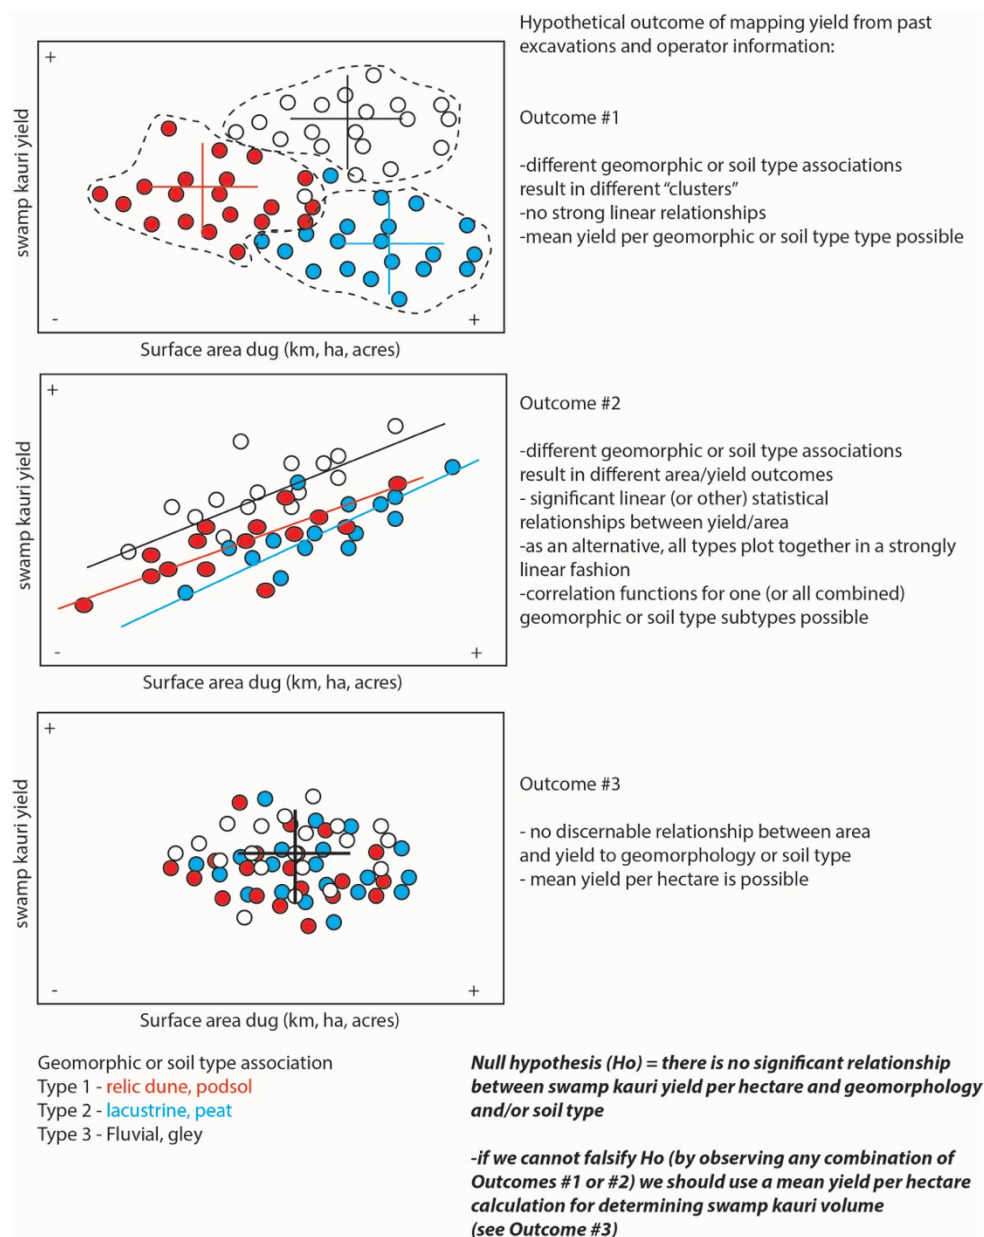 Hypothetical outcome of mapping yield from past
excavations and operator information:
+
swamp kauri yield
-
+
Surface area dug (km, ha, acres)
Outcome #1
-different geomorphic or soil type associations
result in different “clusters”
-no strong linear relationships
-mean yield per geomorphic or soil type type possible
+
swamp kauri yield
-
+
Surface area dug (km, ha, acres)
Outcome #2
-different geomorphic or soil type associations
result in different area/yield outcomes
- significant linear (or other) statistical
relationships between yield/area
-as an alternative, all types plot together in a strongly
linear fashion
-correlation functions for one (or all combined)
geomorphic or soil type subtypes possible
+
swamp kauri yield
-
+
Surface area dug (km, ha, acres)
Outcome #3
- no discernable relationship between area
and yield to geomorphology or soil type
- mean yield per hectare is possible
Geomorphic or soil type association
Type 1 - relic dune, podsol
Type 2 - lacustrine, peat
Type 3 - Fluvial, gley
Null hypothesis (Ho) = there is no significant relationship
between swamp kauri yield per hectare and geomorphology
and/or soil type
-if we cannot falsify Ho (by observing any combination of
Outcomes #1 or #2) we should use a mean yield per hectare
calculation for determining swamp kauri volume
(see Outcome #3)